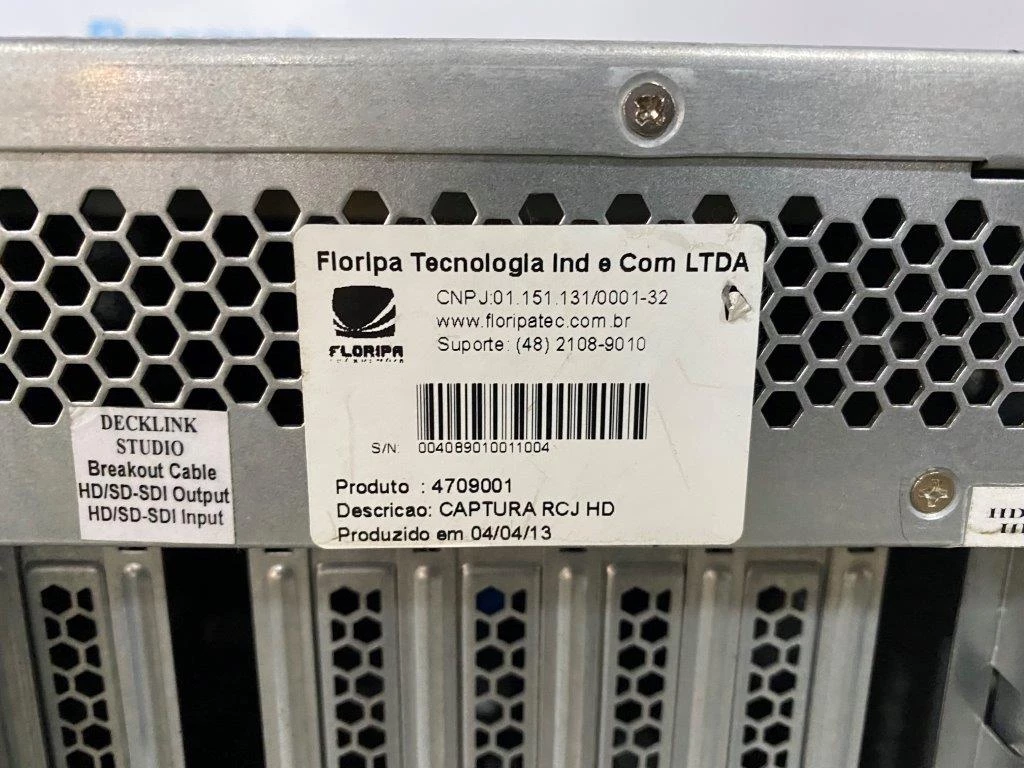 Floripa Tecnologia Ind e Com LTDA
CNPJ:01.151.131/0001-32
www.floripatec.com.br
Suporte: (48) 2108-9010
FLORIPA
S/N: 004089010011004
Produto : 4709001
Descricao: CAPTURA RCJ HD
Produzido em 04/04/13
DECKLINK
STUDIO
Breakout Cable
HD/SD-SDI Output
HD/SD-SDI Input